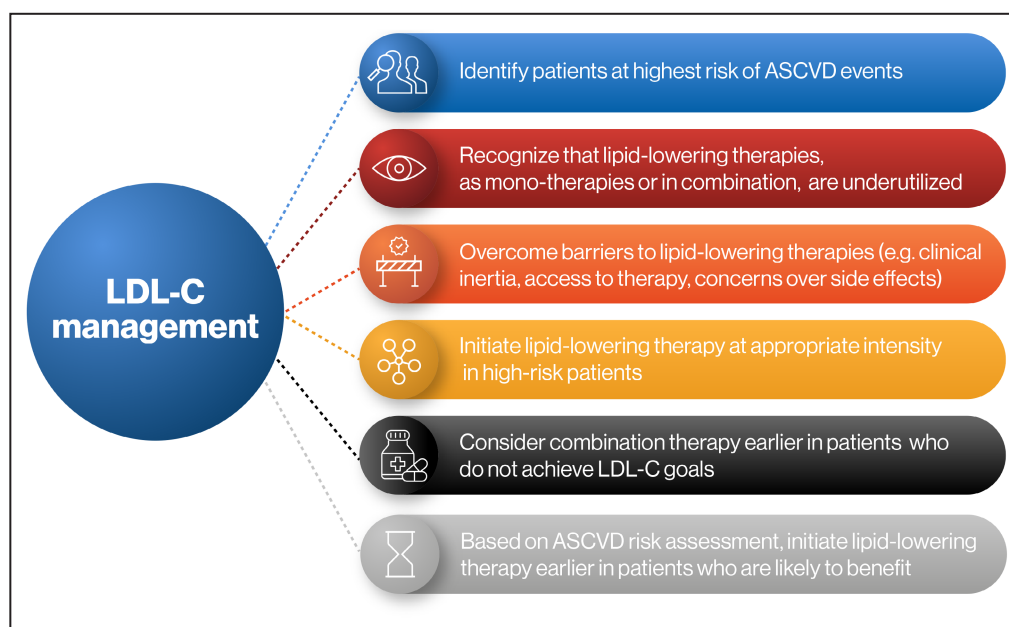 LDL-C
management
Identify patients at highest risk of ASCVD events
Recognize that lipid-lowering therapies,
as mono-therapies or in combination, are underutilized
Overcome barriers to lipid-lowering therapies (e.g. clinical
inertia, access to therapy, concerns over side effects)
Initiate lipid-lowering therapy at appropriate intensity
in high-risk patients
Consider combination therapy earlier in patients who
do not achieve LDL-C goals
Based on ASCVD risk assessment, initiate lipid-lowering
therapy earlier in patients who are likely to benefit